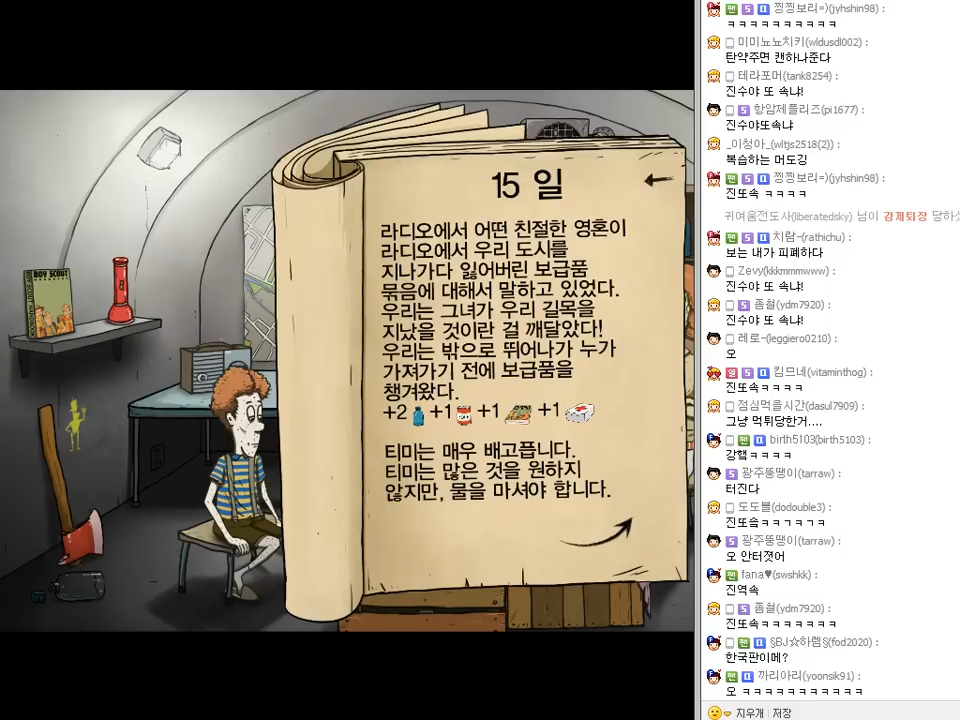 15 일
라디오에서 어떤 친절한 영혼이
라디오에서 우리 도시를
지나가다 잃어버린 보급품
묶음에 대해서 말하고 있었다.
우리는 그녀가 우리 길목을
지났을 것이란 걸 깨달았다!
우리는 밖으로 뛰어나가 누가
가져가기 전에 보급품을
챙겨왔다.
+2 +1 +1 +1
티미는 매우 배고픕니다.
티미는 많은 것을 원하지
않지만, 물을 마셔야 합니다.
BOY SCOUT
팬 S 찡찡보리=)(jyhshin98) :
ㅋㅋㅋㅋㅋㅋㅋㅋㅋㅋ
미미뇨뇨치키(wldusdl002) :
탄약주면 캔하나준다
테라포머(tank8254) :
진수야 또 속냐!
S 항암제플리즈(pi1677) :
진수야또속냐
_이청아_(wltjs2518(2)) :
복습하는 머도깅
팬 S 찡찡보리=)(jyhshin98) :
진또속 ㅋㅋㅋㅋ
귀여움전도사(liberatedsky) 님이 강제퇴장 당하
팬 S 치람-(rathichu) :
보는 내가 피폐하다
Zevy(kkkmmmwww) :
진수야 또 속냐!
S 좀쳘(ydm7920) :
진수야 또 속냐!
레로-(leggiero0210) :
오
열 S 킴므네(vitaminthog) :
진또속ㅋㅋㅋㅋ
점심먹을시간(dasul7909) :
그냥 먹튀당한거....
팬 birth5103(birth5103) :
강핵ㅋㅋㅋㅋ
S 광주뚱땡이(tarraw) :
터진다
도도블(dodouble3) :
진또속ㅋㅋㄱㅋㄱㄱ
S 광주뚱땡이(tarraw) :
오 안터졋어
팬 fana♥(swshkk) :
진역속
S 좀쳘(ydm7920) :
진또속ㅋㅋㅋㅋㅋㅋㅋ
팬 §BJ☆하렘§(fod2020) :
한국판이메?
팬 까리아리(yoonsik91) :
오 ㅋㅋㅋㅋㅋㅋㅋㅋㅋㅋㅋ
지우개 | 저장